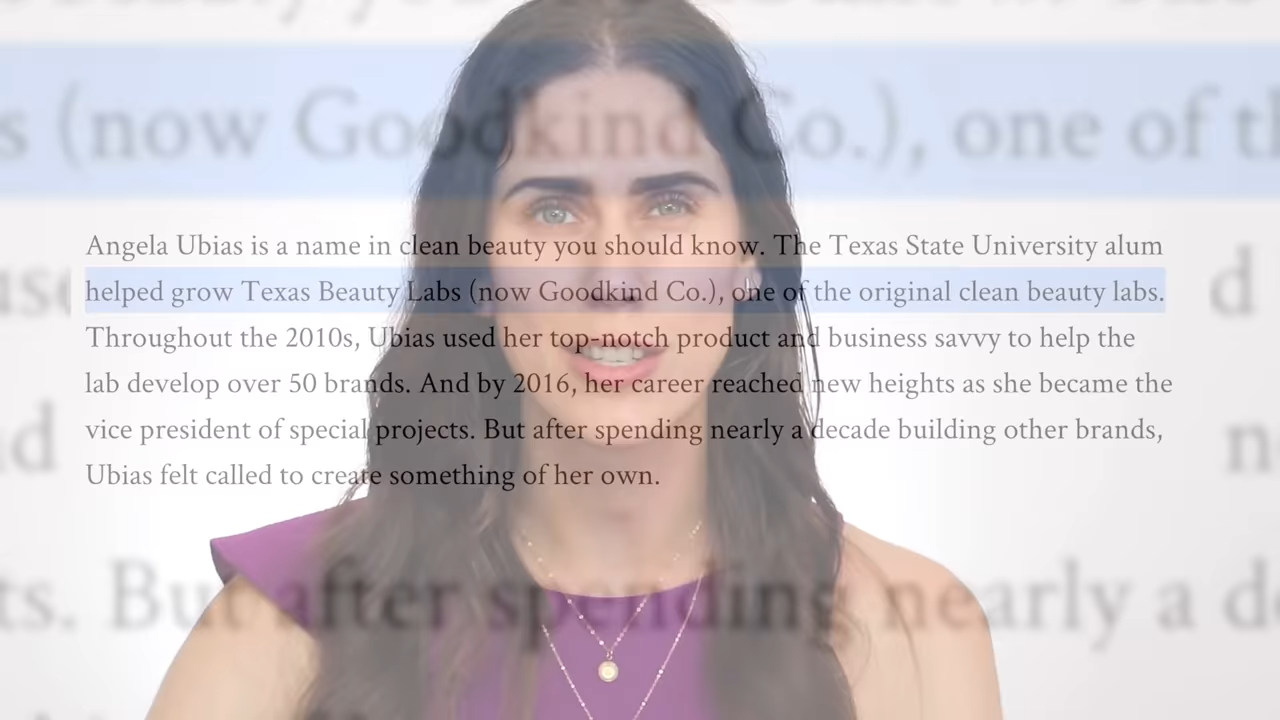 s (now Goodkind Co.), one of th
Angela Ubias is a name in clean beauty you should know. The Texas State University alum
helped grow Texas Beauty Labs (now Goodkind Co.), one of the original clean beauty labs.
Throughout the 2010s, Ubias used her top-notch product and business savvy to help the
lab develop over 50 brands. And by 2016, her career reached new heights as she became the
vice president of special projects. But after spending nearly a decade building other brands,
Ubias felt called to create something of her own.
ts. But after spending nearly a de